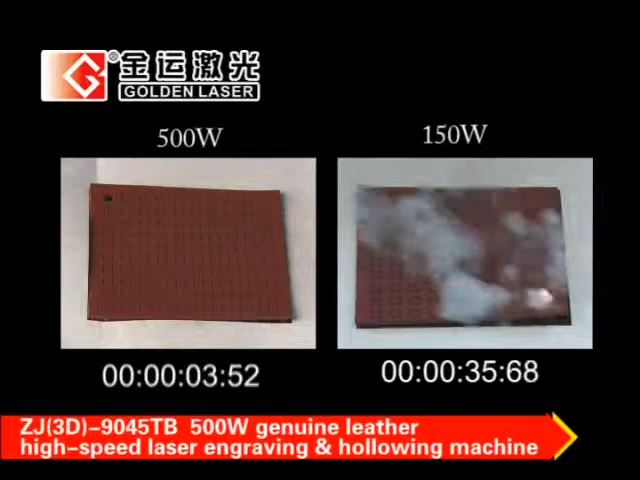 ®金运激光
GOLDEN LASER
500W
150W
00:00:03:52
00:00:35:68
ZJ(3D)-9045TB 500W genuine leather
high-speed laser engraving & hollowing machine